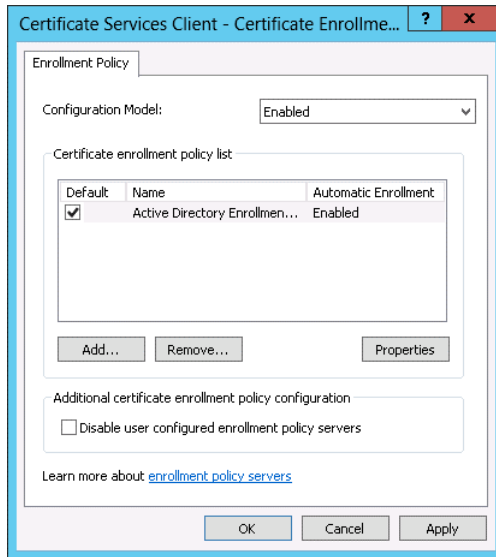 Certificate Services Client - Certificate Enrollme... ? x
Enrollment Policy
Configuration Model: Enabled
Certificate enrollment policy list
Default Name Automatic Enrollment
Active Directory Enrollmen... Enabled
Add... Remove... Properties
Additional certificate enrollment policy configuration
Disable user configured enrollment policy servers
Learn more about enrollment policy servers
OK Cancel Apply